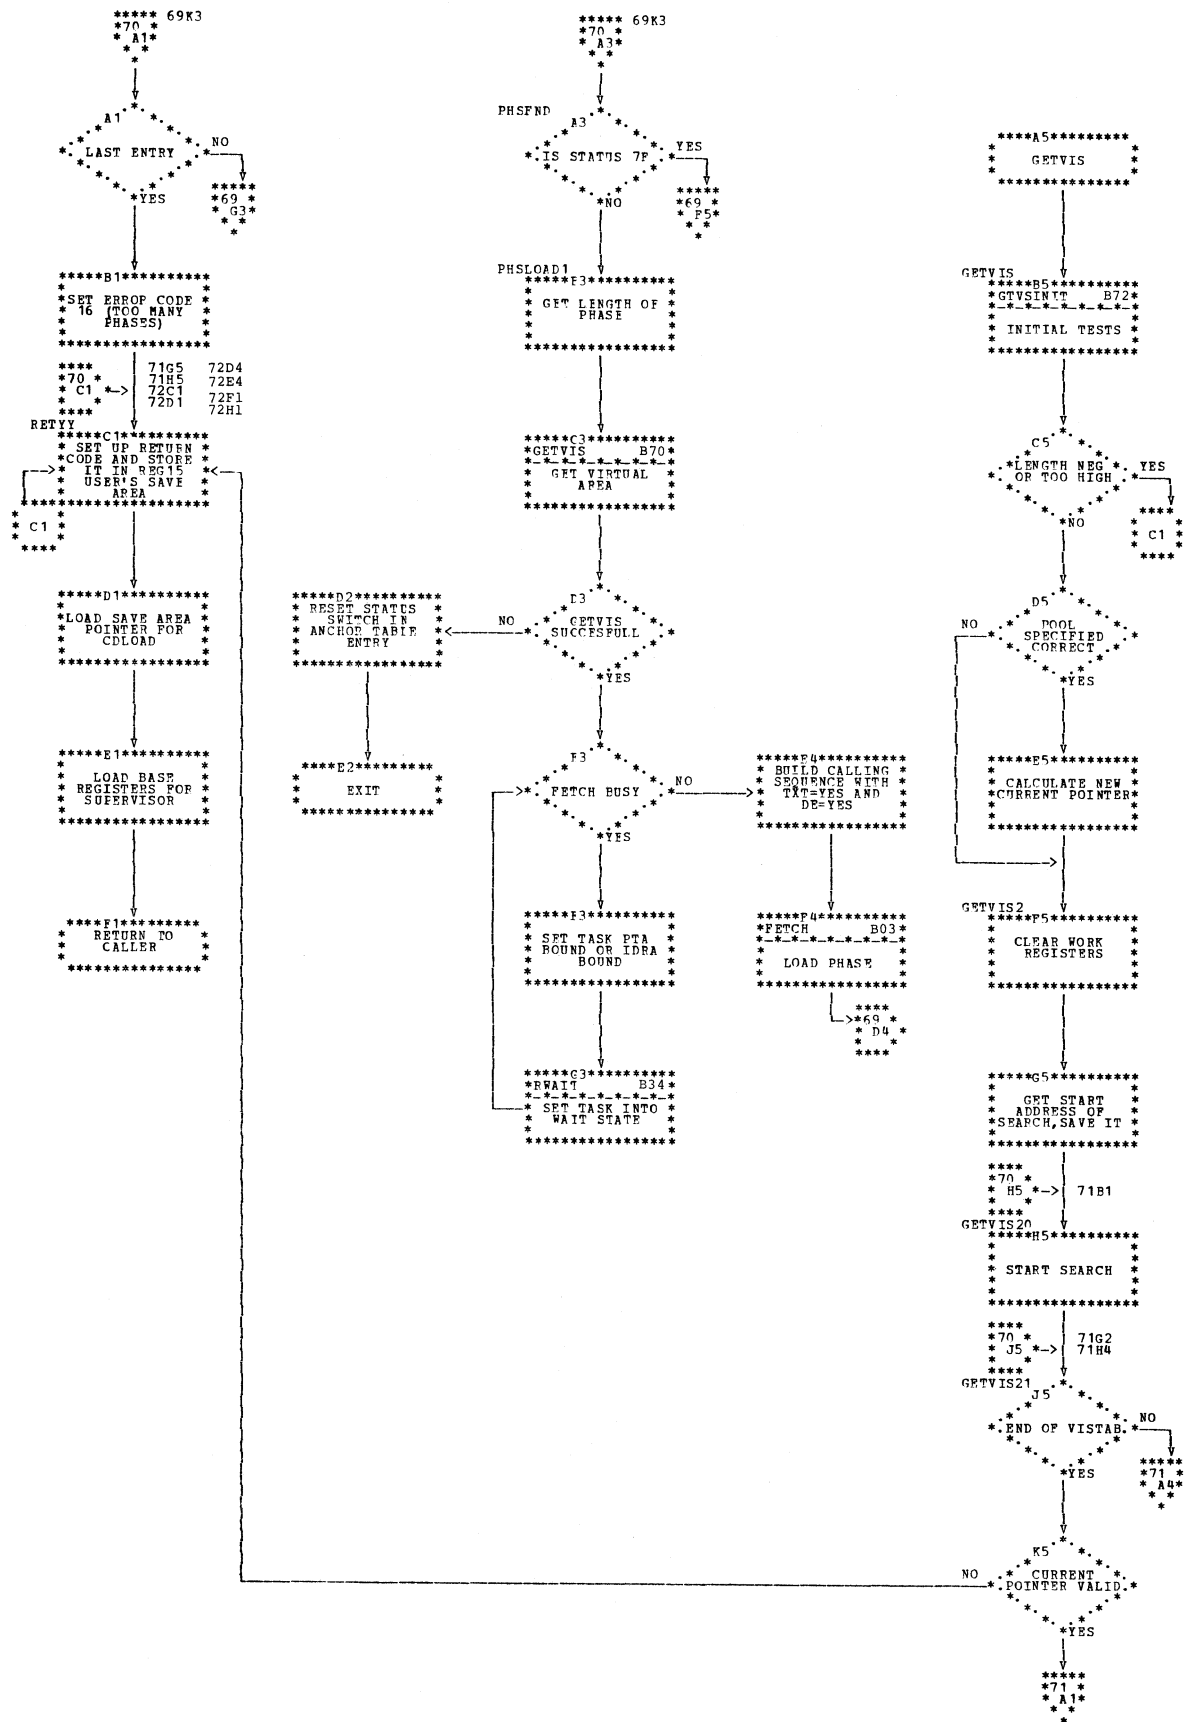 69K3
70
A1
A1
LAST ENTRY
NO
YES
69
G3
B1
SET ERROP CODE
16 (TOO MANY
PHASES)
70
C1
71G5 72D4
71H5 72E4
72C1 72F1
72D1 72H1
RETYY
C1
SET UP RETURN
CODE AND STORE
IT IN REG15
USER'S SAVE
AREA
C1
D1
LOAD SAVE AREA
POINTER FOR
CDLOAD
E1
LOAD BASE
REGISTERS FOR
SUPERVISOR
F1
RETURN TO
CALLER
69K3
70
A3
PHSFND
A3
IS STATUS 7F
YES
NO
69
F5
PHSLOAD1
B3
GET LENGTH OF
PHASE
C3
GETVIS B70
GET VIRTUAL
AREA
D3
GETVIS
SUCCESFULL
NO
YES
D2
RESET STATUS
SWITCH IN
ANCHOR TABLE
ENTRY
E2
EXIT
E3
FETCH BUSY
NO
YES
E4
BUILD CALLING
SEQUENCE WITH
TXT=YES AND
DE=YES
F3
SET TASK PTA
BOUND OR IDRA
BOUND
F4
FETCH B03
LOAD PHASE
69
D4
G3
RWAIT B34
SET TASK INTO
WAIT STATE
A5
GETVIS
GETVIS
B5
GTVSINIT B72
INITIAL TESTS
C5
LENGTH NEG
OR TOO HIGH
YES
NO
C1
D5
POOL
SPECIFIED
CORRECT
NO
YES
E5
CALCULATE NEW
CURRENT POINTER
GETVIS2
F5
CLEAR WORK
REGISTERS
G5
GET START
ADDRESS OF
SEARCH,SAVE IT
70
H5
71B1
GETVIS20
H5
START SEARCH
70
J5
71G2
71H4
GETVIS21
J5
END OF VISTAB
NO
YES
71
A4
K5
CURRENT
POINTER VALID
NO
YES
71
A1